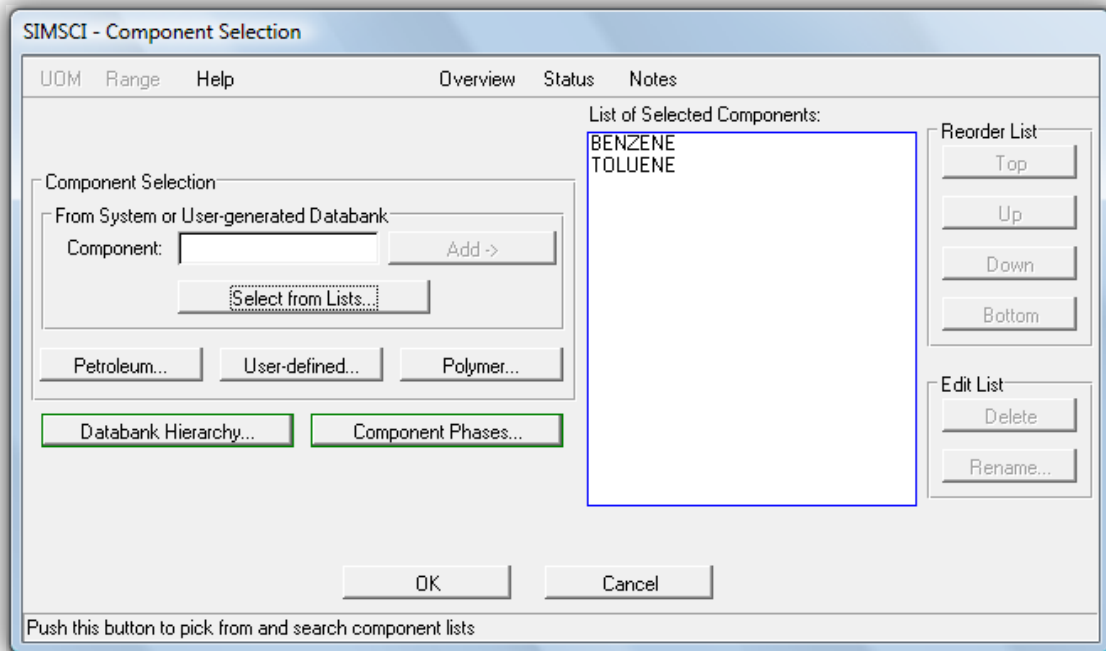 SIMSCI - Component Selection
UOM Range Help Overview Status Notes
List of Selected Components:
BENZENE
TOLUENE
Component Selection
From System or User-generated Databank
Component: Add ->
Select from Lists...
Petroleum... User-defined... Polymer...
Databank Hierarchy... Component Phases...
Reorder List
Top
Up
Down
Bottom
Edit List
Delete
Rename...
OK Cancel
Push this button to pick from and search component lists